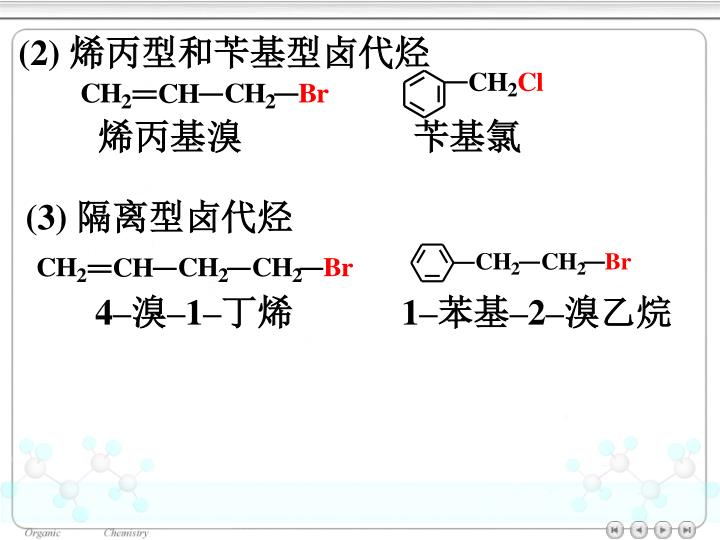 (2) 烯丙型和苄基型卤代烃
CH₂=CH—CH₂—Br —CH₂Cl
烯丙基溴 苄基氯
(3) 隔离型卤代烃
CH₂=CH—CH₂—CH₂—Br —CH₂—CH₂—Br
4–溴–1–丁烯 1–苯基–2–溴乙烷
Organic Chemistry